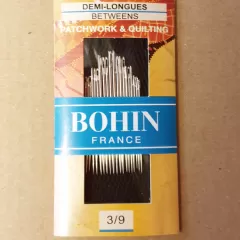 DEMI-LONGUES
BETWEENS
PATCHWORK & QUILTING
BOHIN
FRANCE
3/9